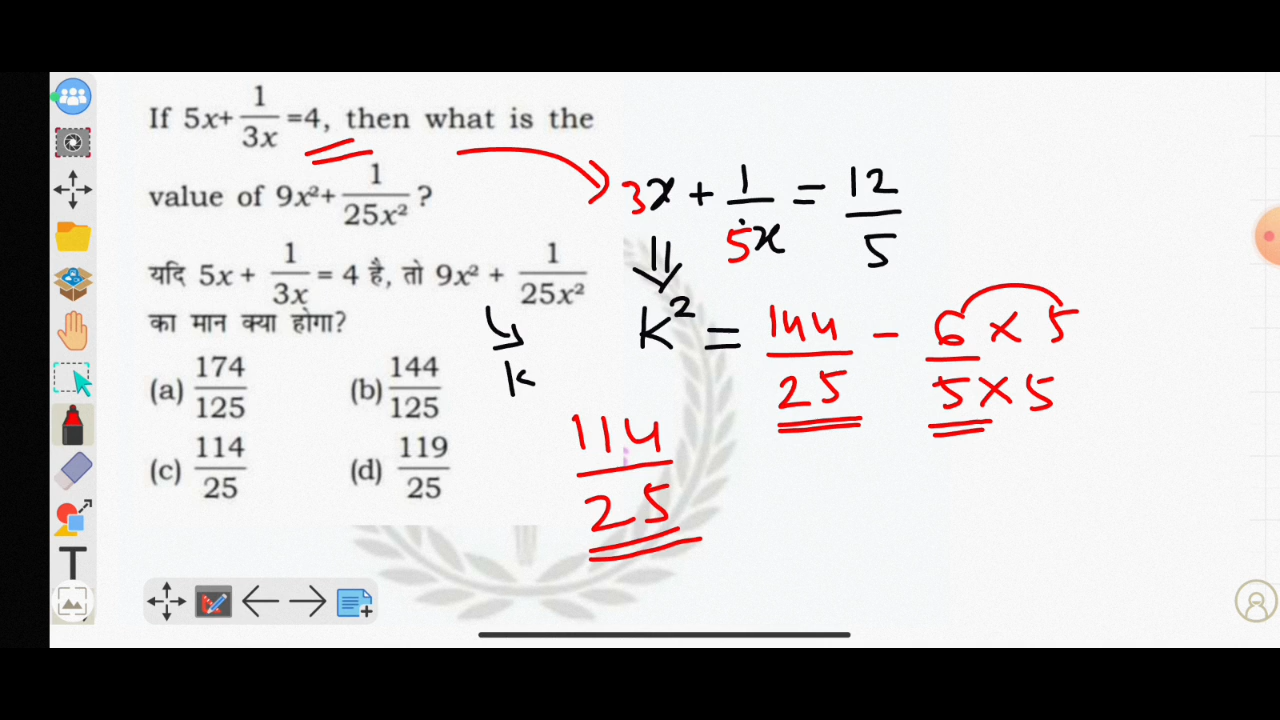 If 5x+ 1/3x =4, then what is the
value of 9x²+ 1/25x² ?
यदि 5x + 1/3x = 4 है, तो 9x² + 1/25x²
का मान क्या होगा?
(a) 174/125 (b) 144/125
(c) 114/25 (d) 119/25
3x + 1/5x = 12/5
K² = 144/25 - 6×5/5×5
K
114/25
T